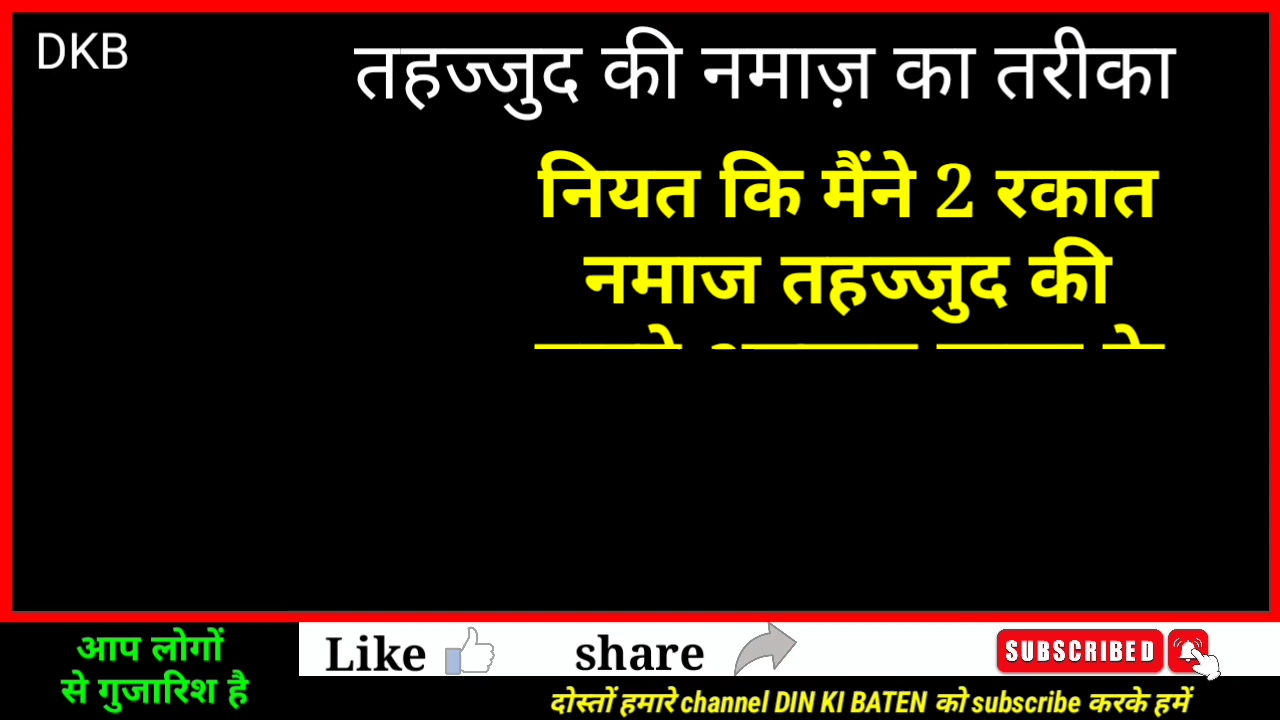 DKB
तहज्जुद की नमाज़ का तरीका
नियत कि मैंने 2 रकात
नमाज तहज्जुद की
आप लोगों
से गुजारिश है
Like
share
SUBSCRIBED
दोस्तों हमारे channel DIN KI BATEN को subscribe करके हमें